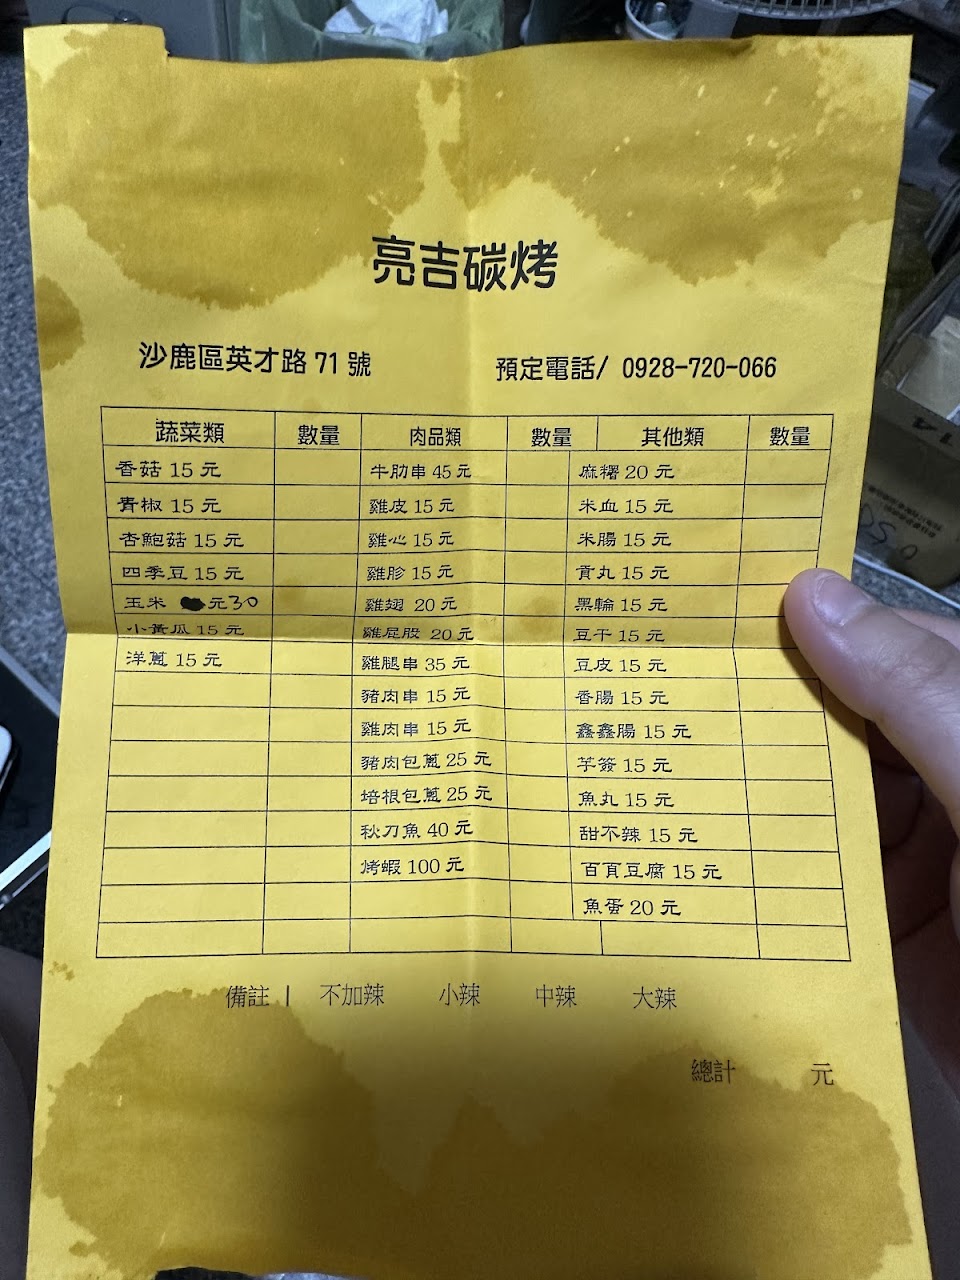 亮吉碳烤
沙鹿區英才路 71 號 預定電話/ 0928-720-066
蔬菜類 數量 肉品類 數量 其他類 數量
香菇 15 元 牛肋串 45 元 麻糬 20 元
青椒 15 元 雞皮 15 元 米血 15 元
杏鮑菇 15 元 雞心 15 元 米腸 15 元
四季豆 15 元 雞胗 15 元 貢丸 15 元
玉米 元30 雞翅 20 元 黑輪 15 元
小黃瓜 15 元 雞屁股 20 元 豆干 15 元
洋蔥 15 元 雞腿串 35 元 豆皮 15 元
豬肉串 15 元 香腸 15 元
雞肉串 15 元 鑫鑫腸 15 元
豬肉包蔥 25 元 芋簽 15 元
培根包蔥 25 元 魚丸 15 元
秋刀魚 40 元 甜不辣 15 元
烤蝦 100 元 百頁豆腐 15 元
魚蛋 20 元
備註 | 不加辣 小辣 中辣 大辣
總計 元